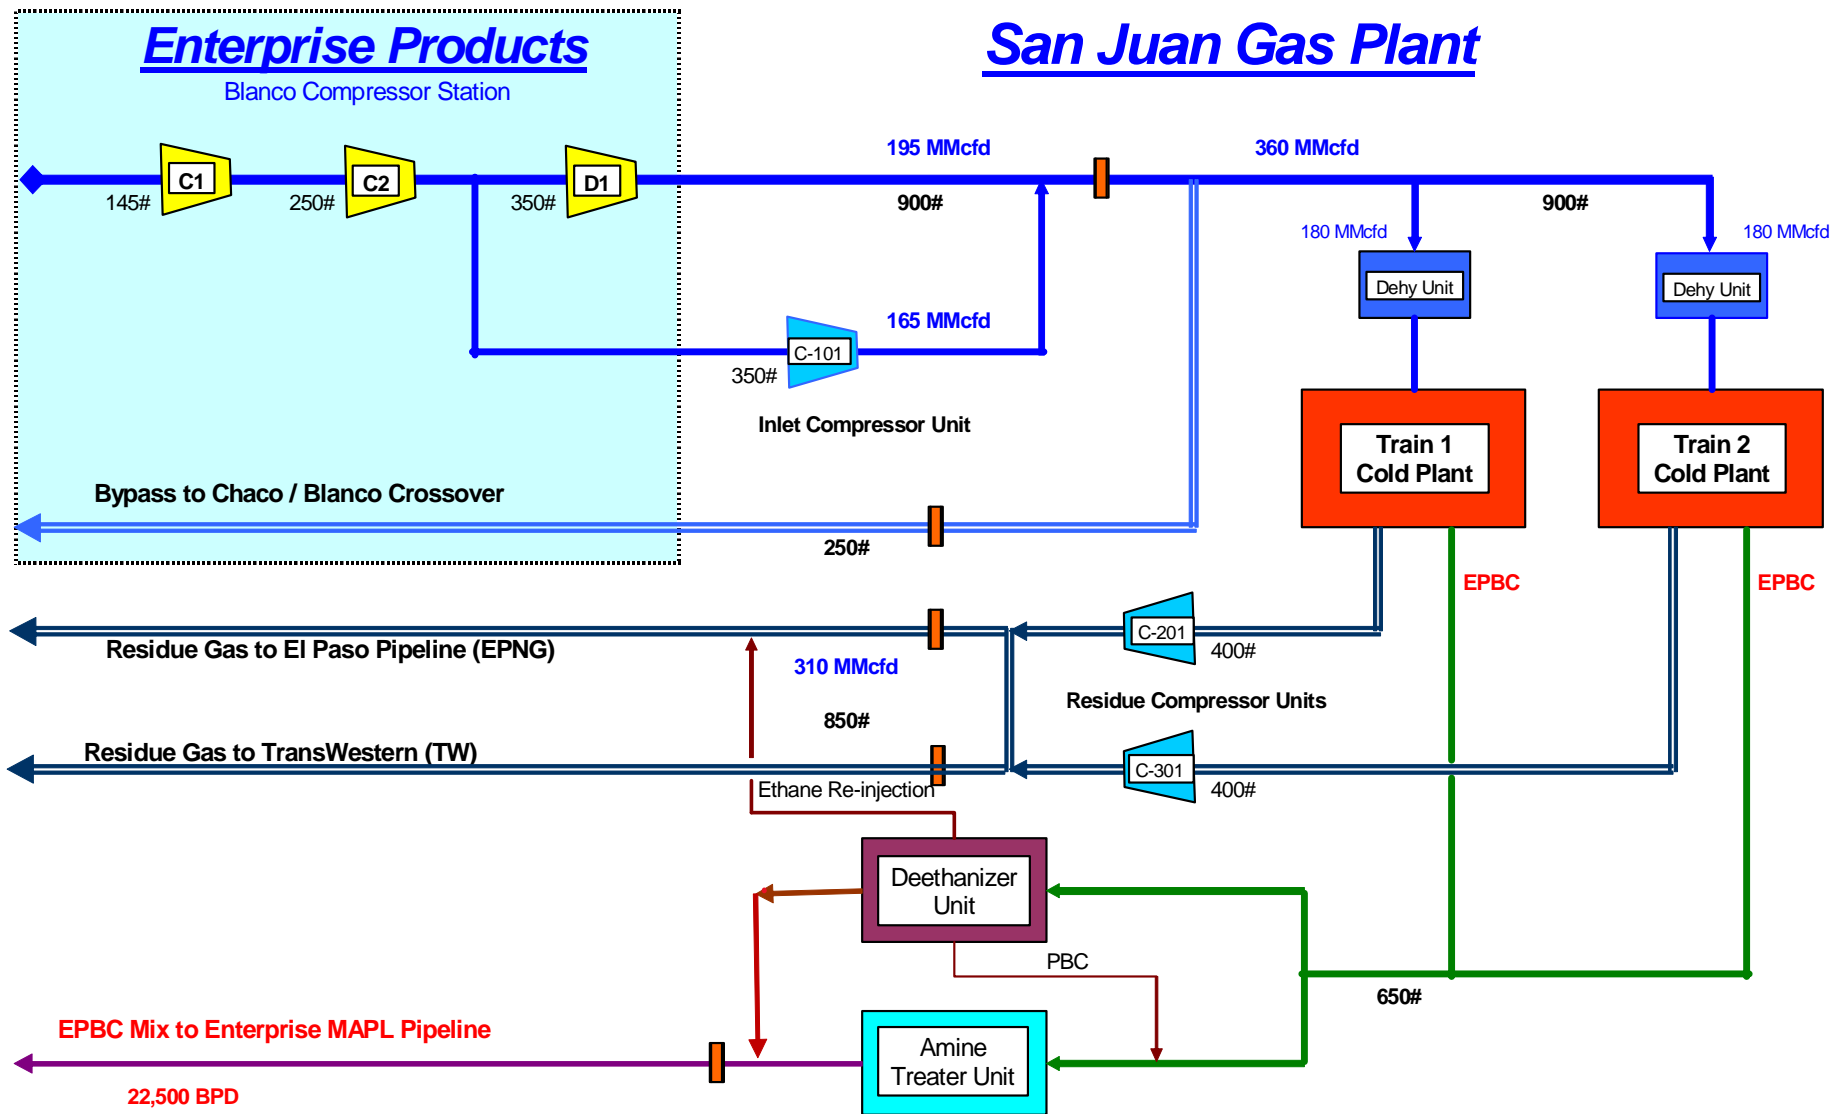 Enterprise Products
San Juan Gas Plant
Blanco Compressor Station
195 MMcfd
360 MMcfd
C1
C2
D1
145#
250#
350#
900#
900#
180 MMcfd
180 MMcfd
Dehy Unit
Dehy Unit
165 MMcfd
C-101
350#
Inlet Compressor Unit
Train 1
Cold Plant
Train 2
Cold Plant
Bypass to Chaco / Blanco Crossover
250#
EPBC
EPBC
C-201
400#
Residue Gas to El Paso Pipeline (EPNG)
310 MMcfd
Residue Compressor Units
850#
Residue Gas to TransWestern (TW)
C-301
400#
Ethane Re-injection
Deethanizer
Unit
PBC
650#
EPBC Mix to Enterprise MAPL Pipeline
Amine
Treater Unit
22,500 BPD